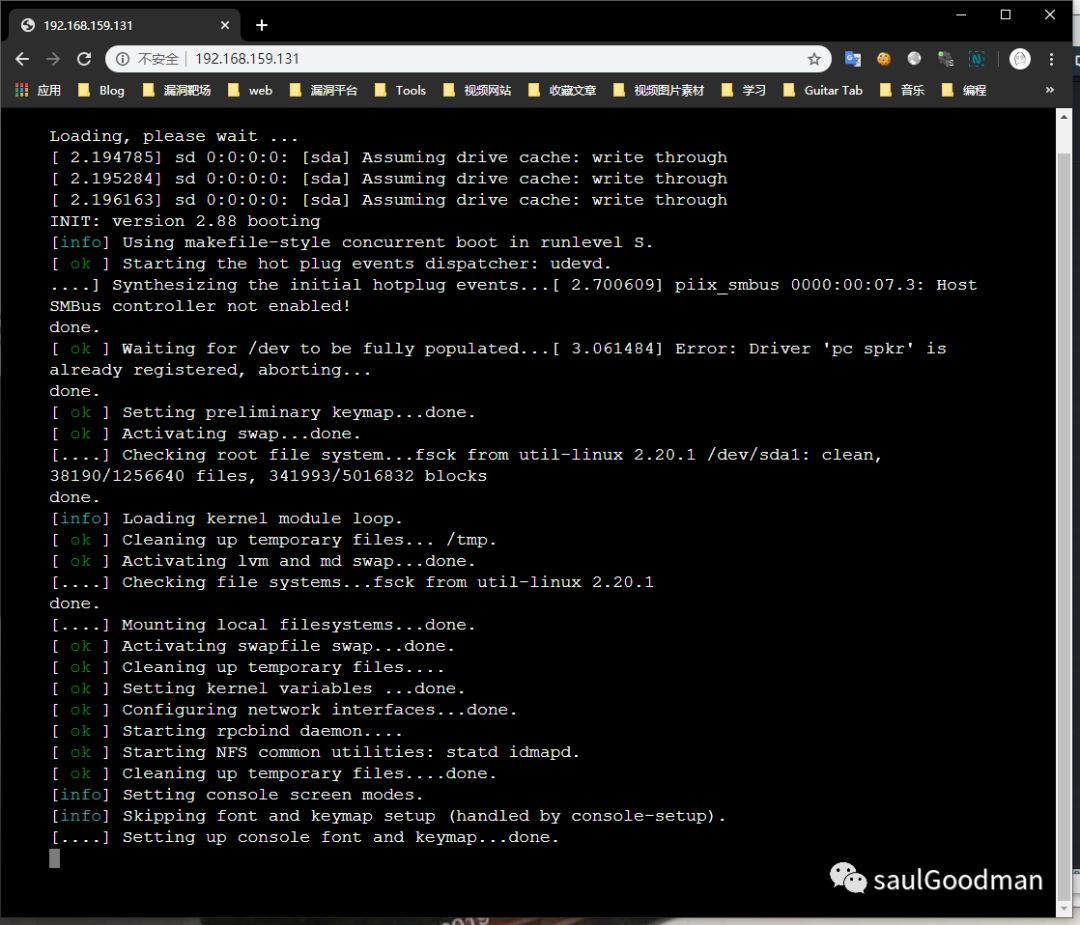 192.168.159.131
不安全
192.168.159.131
应用 Blog 漏洞靶场 web 漏洞平台 Tools 视频网站 收藏文章 视频图片素材 学习 Guitar Tab 音乐 编程 »
Loading, please wait ...
[ 2.194785] sd 0:0:0:0: [sda] Assuming drive cache: write through
[ 2.195284] sd 0:0:0:0: [sda] Assuming drive cache: write through
[ 2.196163] sd 0:0:0:0: [sda] Assuming drive cache: write through
INIT: version 2.88 booting
[info] Using makefile-style concurrent boot in runlevel S.
[ ok ] Starting the hot plug events dispatcher: udevd.
....] Synthesizing the initial hotplug events...[ 2.700609] piix_smbus 0000:00:07.3: Host
SMBus controller not enabled!
done.
[ ok ] Waiting for /dev to be fully populated...[ 3.061484] Error: Driver 'pc spkr' is
already registered, aborting...
done.
[ ok ] Setting preliminary keymap...done.
[ ok ] Activating swap...done.
[....] Checking root file system...fsck from util-linux 2.20.1 /dev/sda1: clean,
38190/1256640 files, 341993/5016832 blocks
done.
[info] Loading kernel module loop.
[ ok ] Cleaning up temporary files... /tmp.
[ ok ] Activating lvm and md swap...done.
[....] Checking file systems...fsck from util-linux 2.20.1
done.
[....] Mounting local filesystems...done.
[ ok ] Activating swapfile swap...done.
[ ok ] Cleaning up temporary files....
[ ok ] Setting kernel variables ...done.
[ ok ] Configuring network interfaces...done.
[ ok ] Starting rpcbind daemon....
[ ok ] Starting NFS common utilities: statd idmapd.
[ ok ] Cleaning up temporary files....done.
[info] Setting console screen modes.
[info] Skipping font and keymap setup (handled by console-setup).
[....] Setting up console font and keymap...done.
saulGoodman